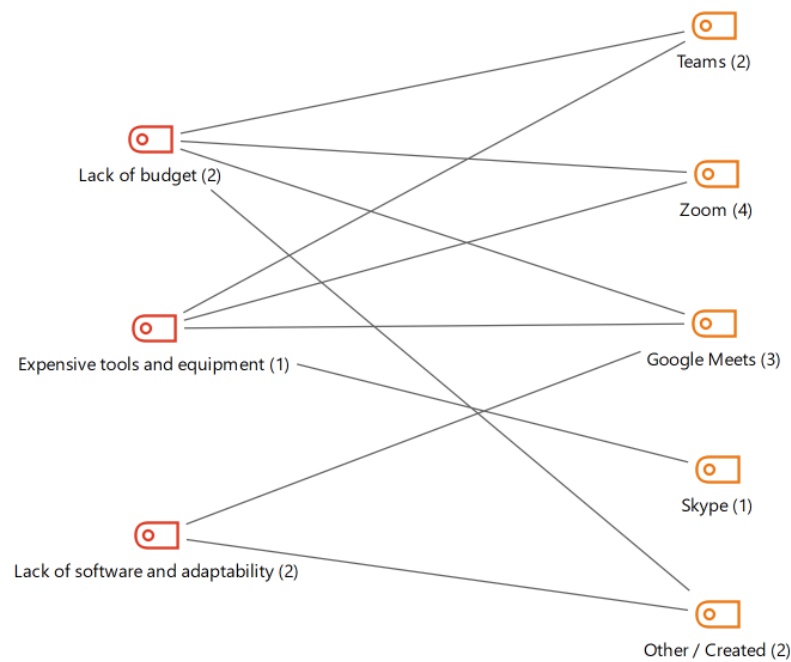 Teams (2)
Lack of budget (2)
Zoom (4)
Expensive tools and equipment (1)
Google Meets (3)
Skype (1)
Lack of software and adaptability (2)
Other / Created (2)